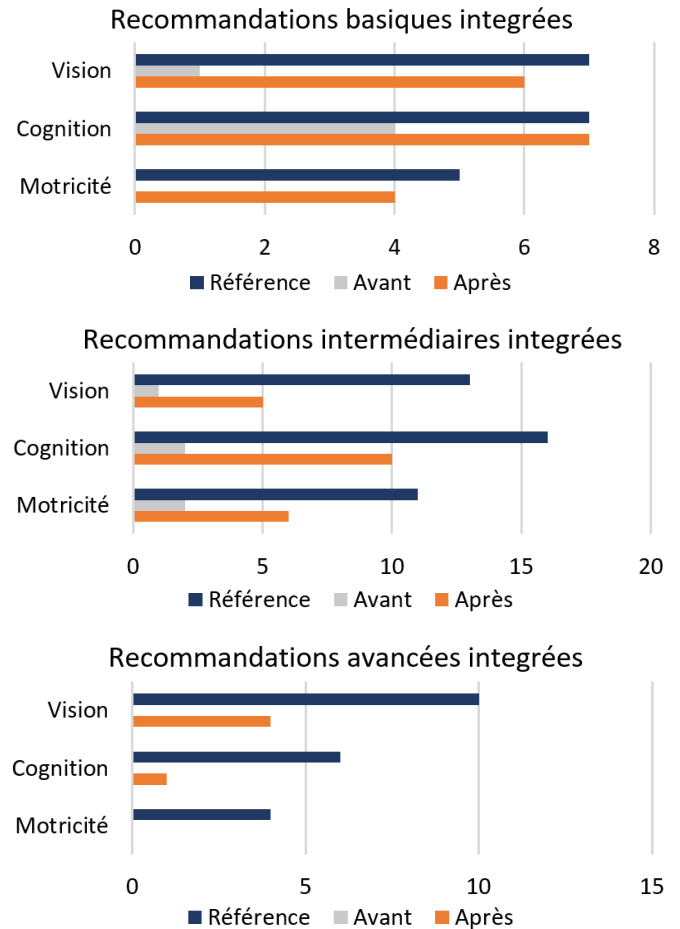 Recommandations basiques integrées
Vision
Cognition
Motricité
0 2 4 6 8
Référence Avant Après
Recommandations intermédiaires integrées
Vision
Cognition
Motricité
0 5 10 15 20
Référence Avant Après
Recommandations avancées integrées
Vision
Cognition
Motricité
0 5 10 15
Référence Avant Après